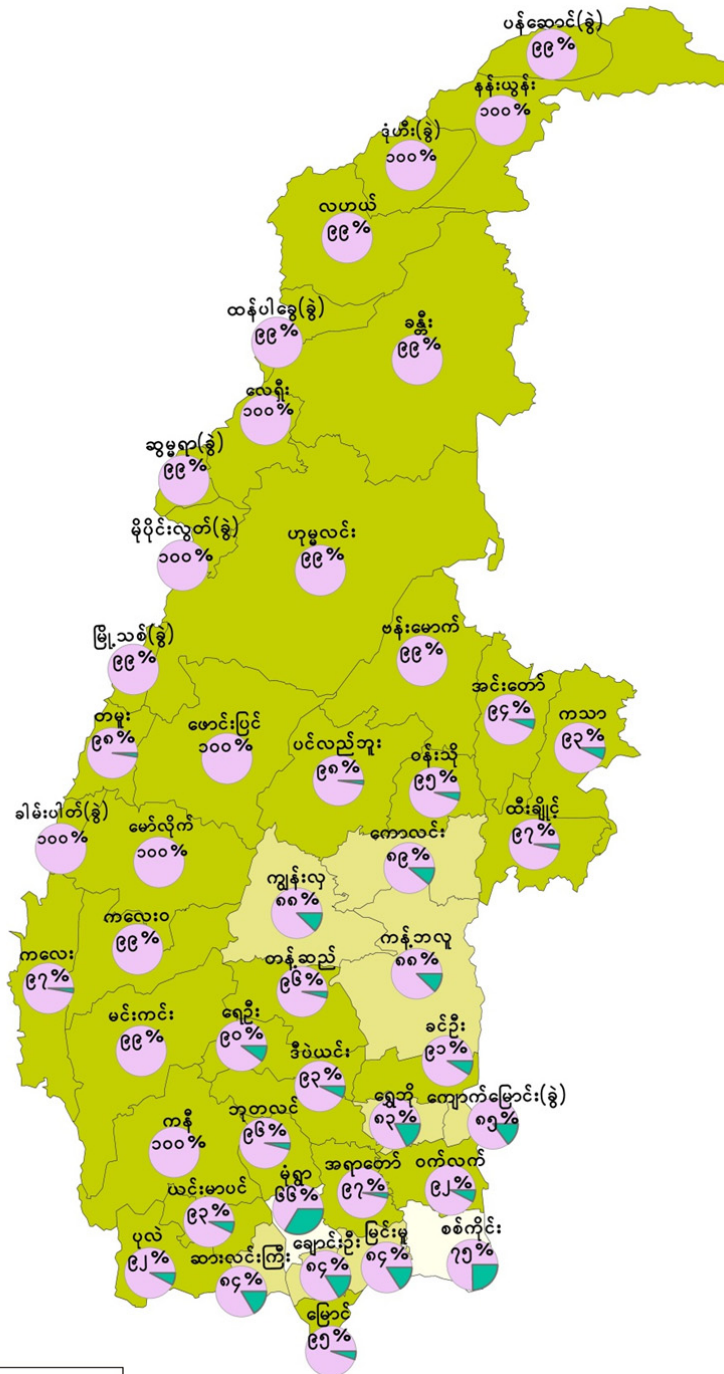 ပန်ဆောင်(ခွဲ)
၉၉%
နန်းယွန်း
၁၀၀%
ဒုံဟီး(ခွဲ)
၁၀၀%
လဟယ်
၉၉%
ထန်ပါခွေ(ခွဲ)
၉၉%
ခန္တီး
၉၉%
လေရှီး
၁၀၀%
ဆွမ္မရာ(ခွဲ)
၉၉%
မိုပိုင်းလွတ်(ခွဲ)
၁၀၀%
ဟုမ္မလင်း
၉၉%
မြို့သစ်(ခွဲ)
၉၉%
ဗန်းမောက်
၉၉%
အင်းတော်
၉၄%
ကသာ
၉၃%
တမူး
၉၈%
ဖောင်းပြင်
၁၀၀%
ပင်လည်ဘူး
၉၈%
ဝန်းသို
၉၅%
ထီးချိုင့်
၉၇%
ခါမ်းပါတ်(ခွဲ)
၁၀၀%
မော်လိုက်
၁၀၀%
ကောလင်း
၈၉%
ကျွန်းလှ
၈၈%
ကလေးဝ
၉၉%
ကန့်ဘလူ
၈၈%
ကလေး
၉၇%
တန့်ဆည်
၉၆%
မင်းကင်း
၉၉%
ရေဦး
၉၀%
ဒီပဲယင်း
၉၃%
ခင်ဦး
၉၁%
ရွှေဘို
၈၃%
ကျောက်မြောင်း(ခွဲ)
၈၅%
ကနီ
၁၀၀%
ဘုတလင်
၉၆%
မုံရွာ
၆၆%
အရာတော်
၉၇%
ဝက်လက်
၉၂%
ယင်းမာပင်
၉၃%
ပုလဲ
၉၂%
ဆားလင်းကြီး
၈၄%
ချောင်းဦး
၈၄%
မြင်းမူ
၈၄%
စစ်ကိုင်း
၇၅%
မြောင်
၉၅%